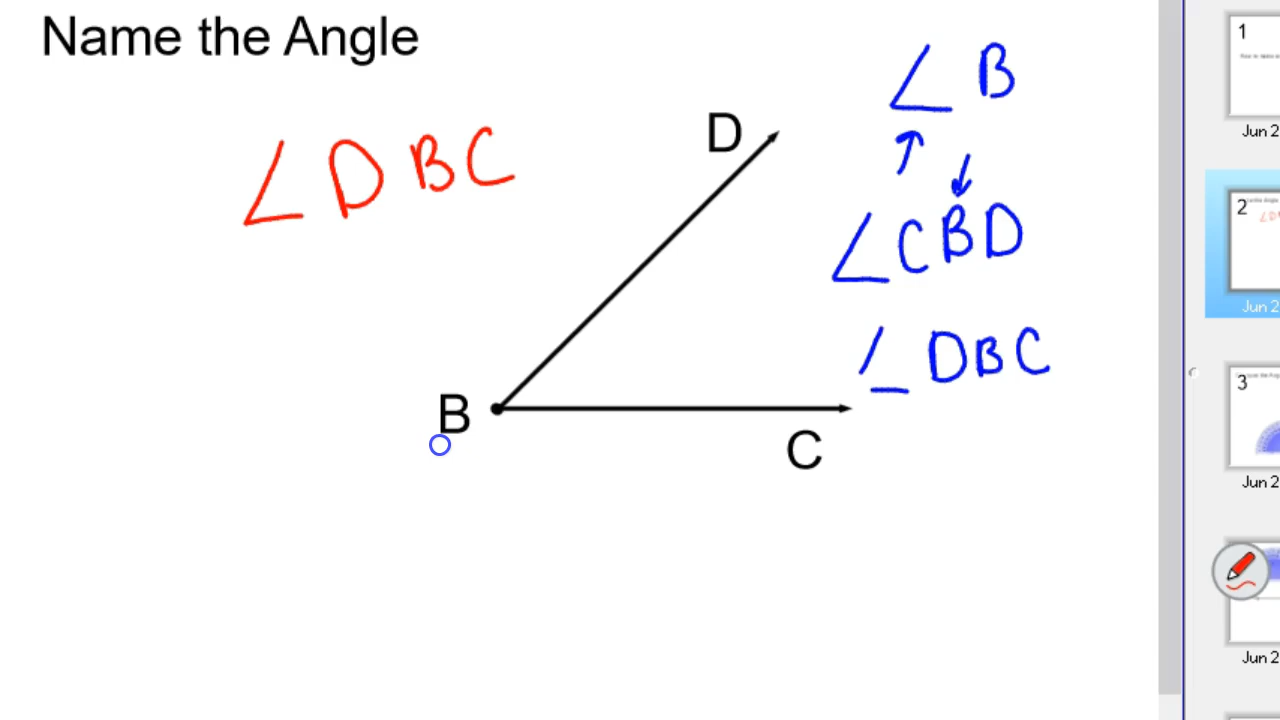 Name the Angle
∠B
∠DBC
D
∠CBD
∠DBC
B
C
1
Jun 2
2
Jun 2
3
Jun 2
Jun 2